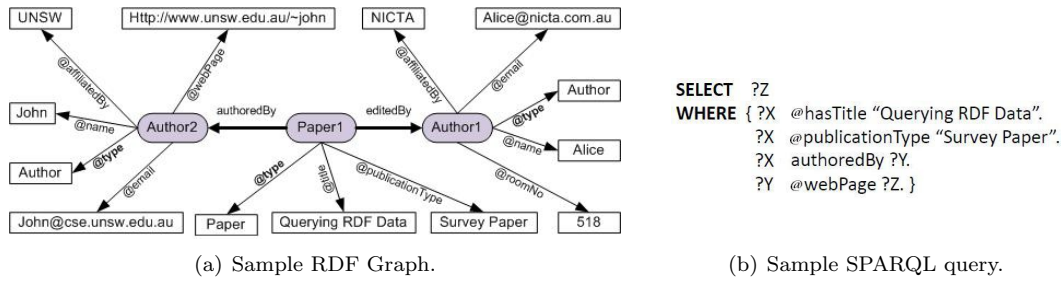 UNSW
Http://www.unsw.edu.au/~john
NICTA
Alice@nicta.com.au
@affiliatedBy
@webPage
@affiliatedBy
@email
John
@name
Author2
authoredBy
Paper1
editedBy
Author1
@type
Author
@name
Alice
Author
@type
@email
@type
@title
@publicationType
@roomNo
John@cse.unsw.edu.au
Paper
Querying RDF Data
Survey Paper
518
(a) Sample RDF Graph.
SELECT ?Z
WHERE { ?X @hasTitle “Querying RDF Data”.
?X @publicationType “Survey Paper”.
?X authoredBy ?Y.
?Y @webPage ?Z. }
(b) Sample SPARQL query.